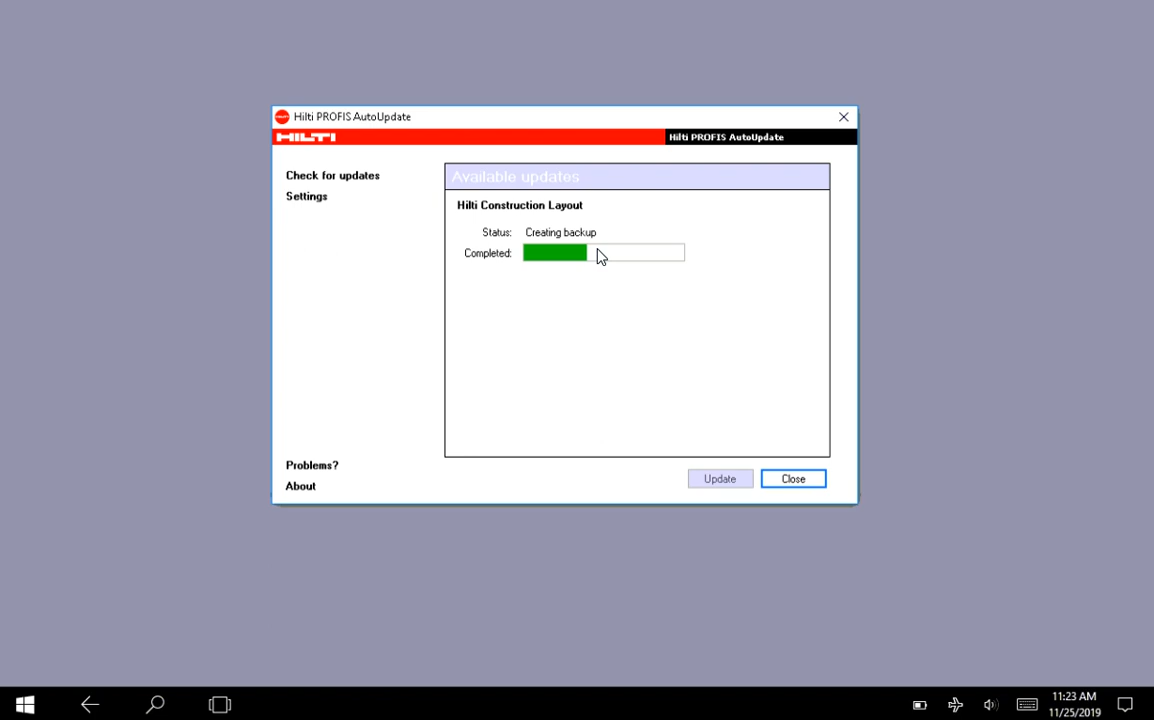 Hilti PROFIS AutoUpdate
HILTI
Hilti PROFIS AutoUpdate
Check for updates
Settings
Available updates
Hilti Construction Layout
Status: Creating backup
Completed:
Problems?
About
Update
Close
11:23 AM
11/25/2019